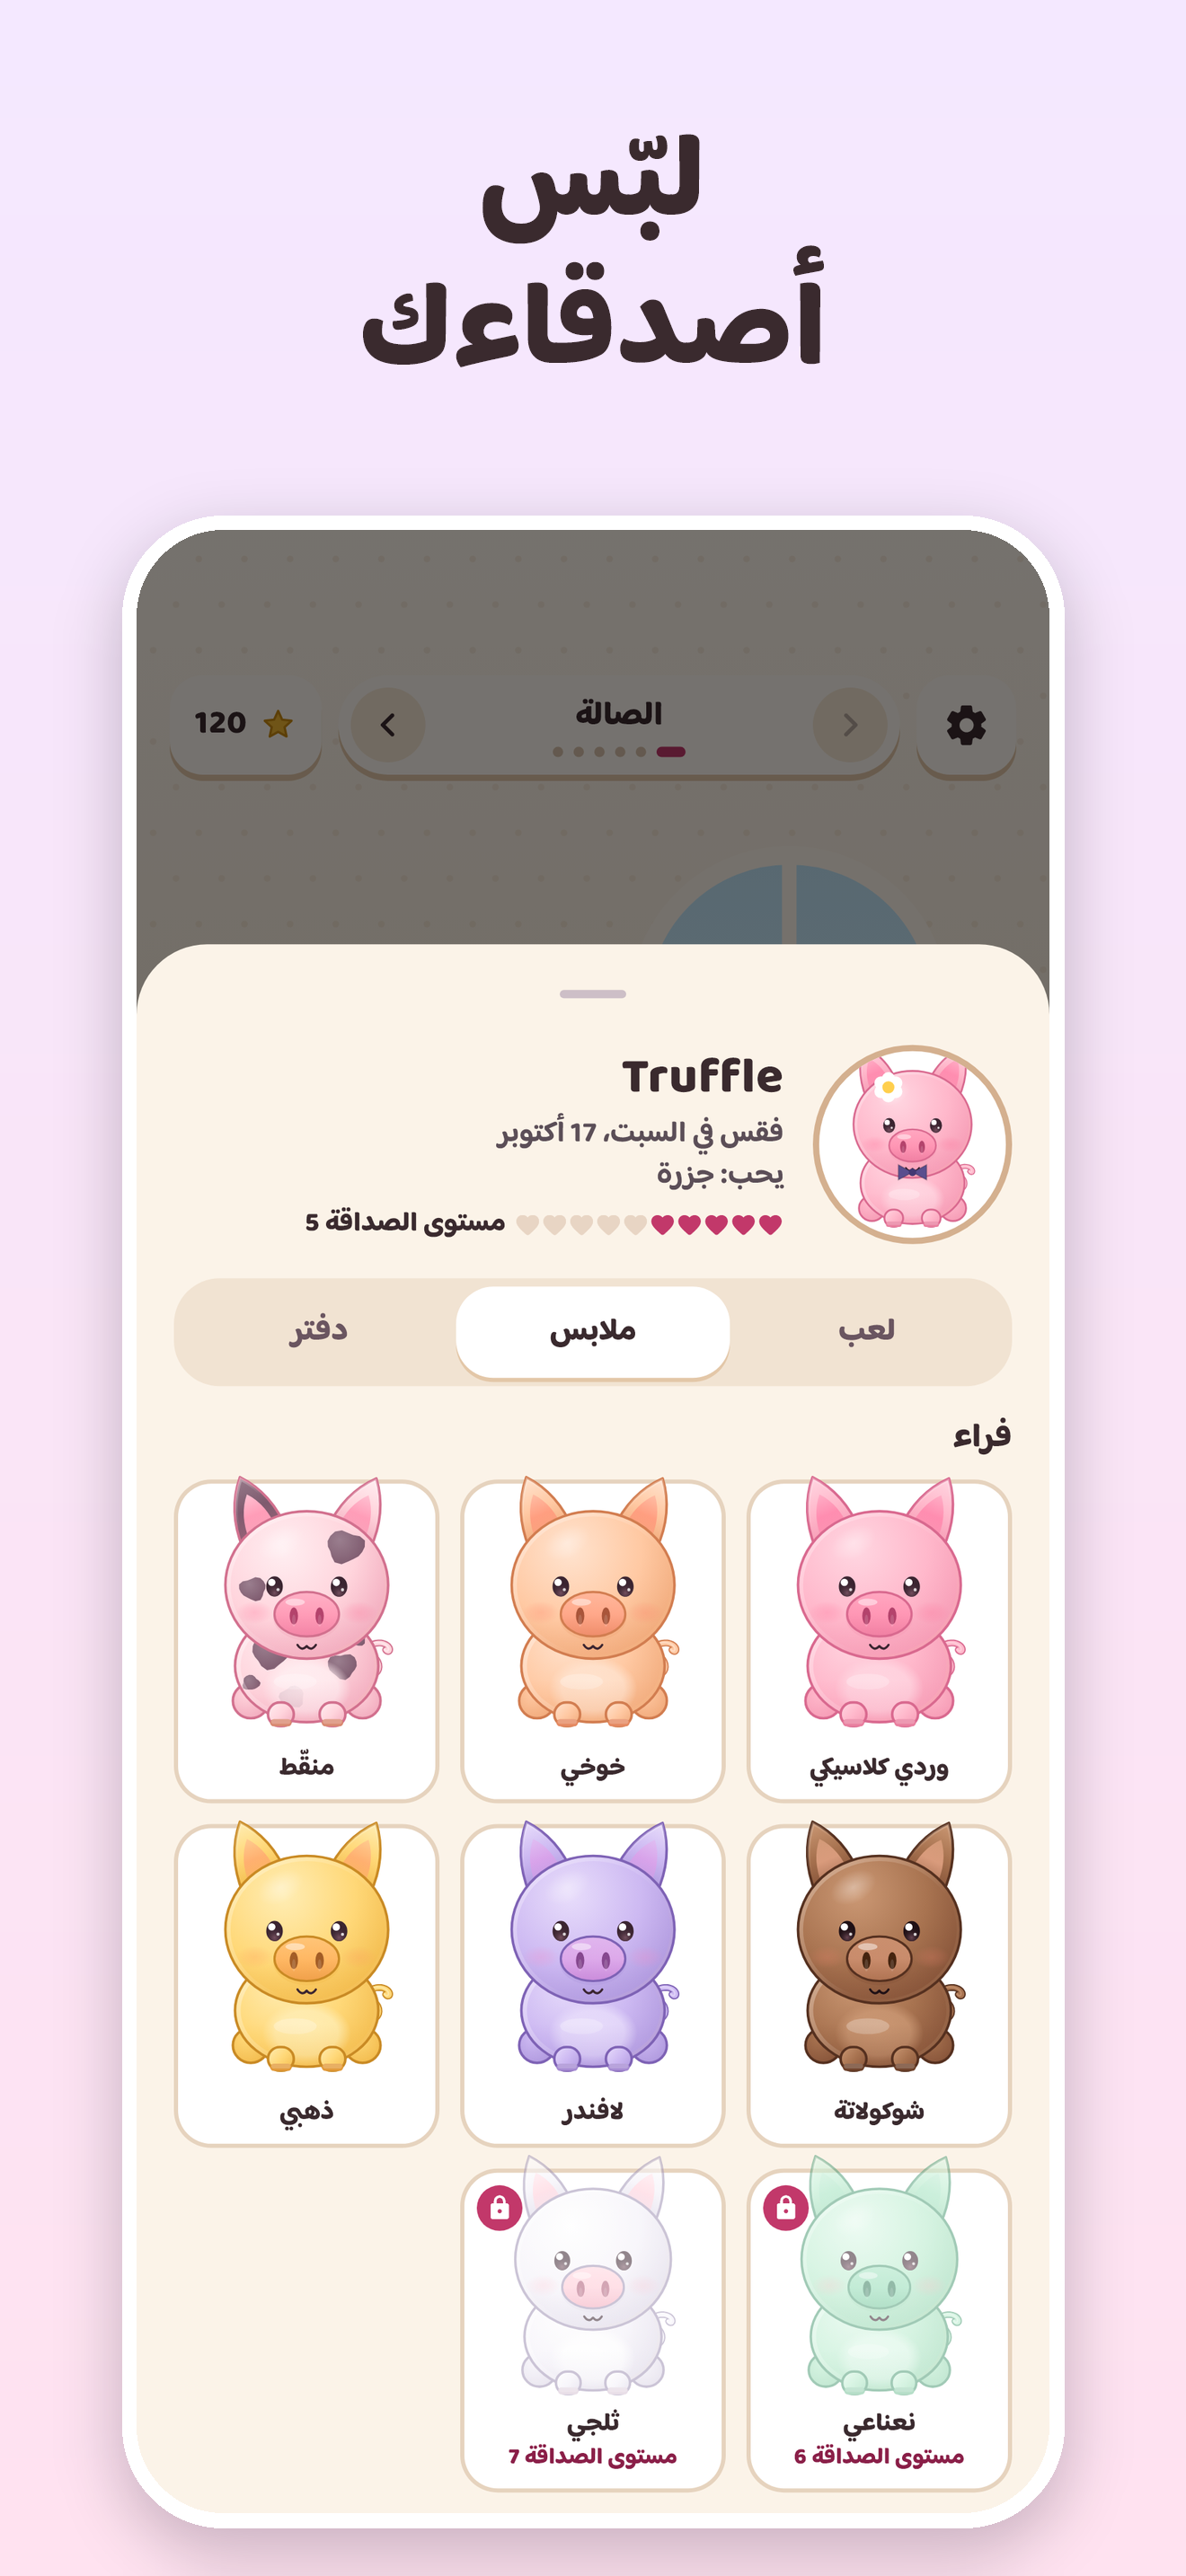 لبّس
أصدقاءك
الصالة
120
Truffle
فقس في السبت، 17 أكتوبر
يحب: جزرة
مستوى الصداقة 5
لعب
ملابس
دفتر
فراء
وردي كلاسيكي
خوخي
منقّط
شوكولاتة
لافندر
ذهبي
نعناعي
مستوى الصداقة 6
ثلجي
مستوى الصداقة 7